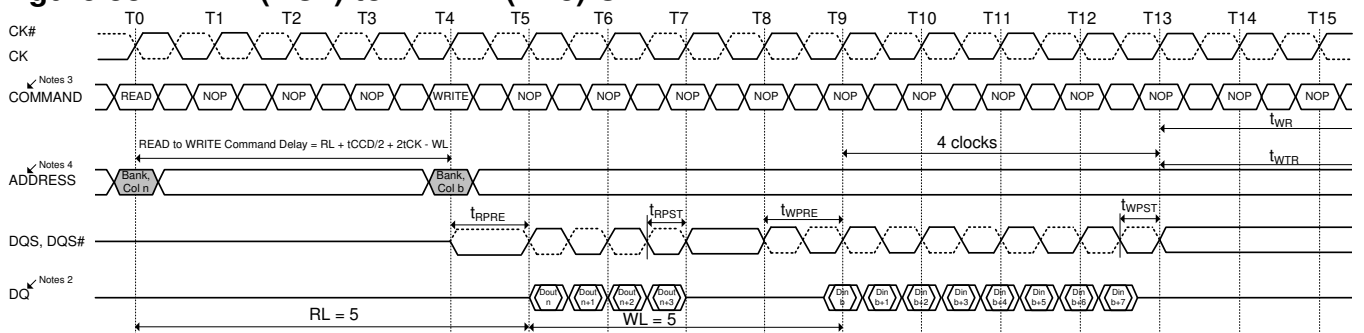 T0 T1 T2 T3 T4 T5 T6 T7 T8 T9 T10 T11 T12 T13 T14 T15
CK#
CK
Notes 3
COMMAND READ NOP NOP NOP WRITE NOP NOP NOP NOP NOP NOP NOP NOP NOP NOP NOP
tWR
READ to WRITE Command Delay = RL + tCCD/2 + 2tCK - WL
4 clocks
tWTR
Notes 4
ADDRESS
Bank, Col n
Bank, Col b
tRPRE tRPST tWPRE tWPST
DQS, DQS#
Notes 2
DQ
Dout n
Dout n+1
Dout n+2
Dout n+3
Din b
Din b+1
Din b+2
Din b+3
Din b+4
Din b+5
Din b+6
Din b+7
RL = 5
WL = 5